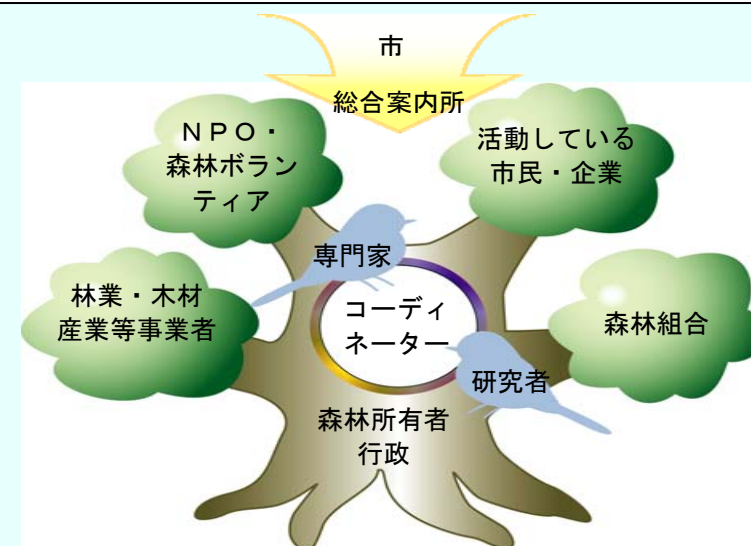 市
総合案内所
ＮＰＯ・
森林ボラン
ティア
活動している
市民・企業
専門家
林業・木材
産業等事業者
コーディ
ネーター
森林組合
研究者
森林所有者
行政